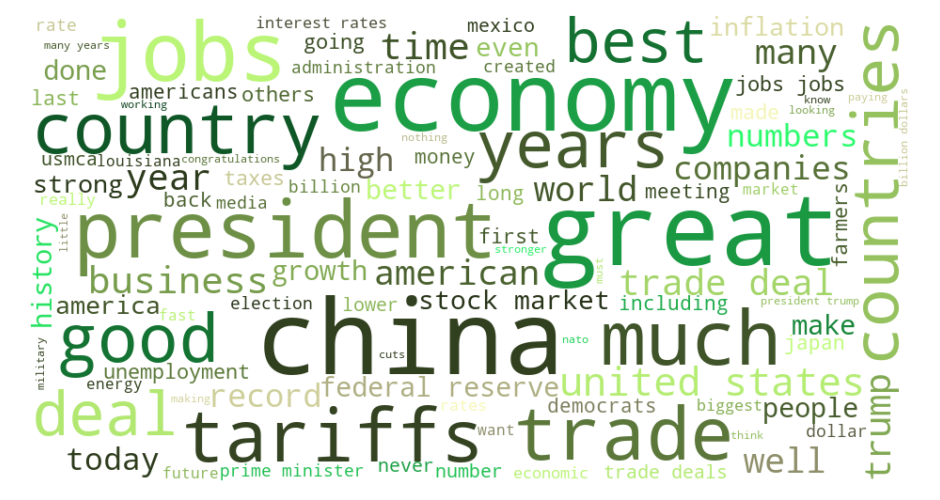 rate
interest rates
mexico
inflation
many years
jobs
going
time
even
best
many
done
administration
created
last
americans
others
economy
jobs jobs
countries
working
know
paying
country
nothing
years
made
looking
numbers
billion dollars
usmca
louisiana
congratulations
high
money
companies
strong
year
taxes
billion
better
long
world
meeting
market
really
back
media
farmers
history
little
president
first
great
stronger
business
growth
american
must
trade deal
america
election
lower
stock market
including
president trump
fast
good
china
much
make
nato
japan
military
cuts
unemployment
energy
making
record
federal reserve
united states
deal
tariffs
rates
trade
democrats
biggest
people
trump
want
think
dollar
today
future
prime minister
never
number
economic
trade deals
well